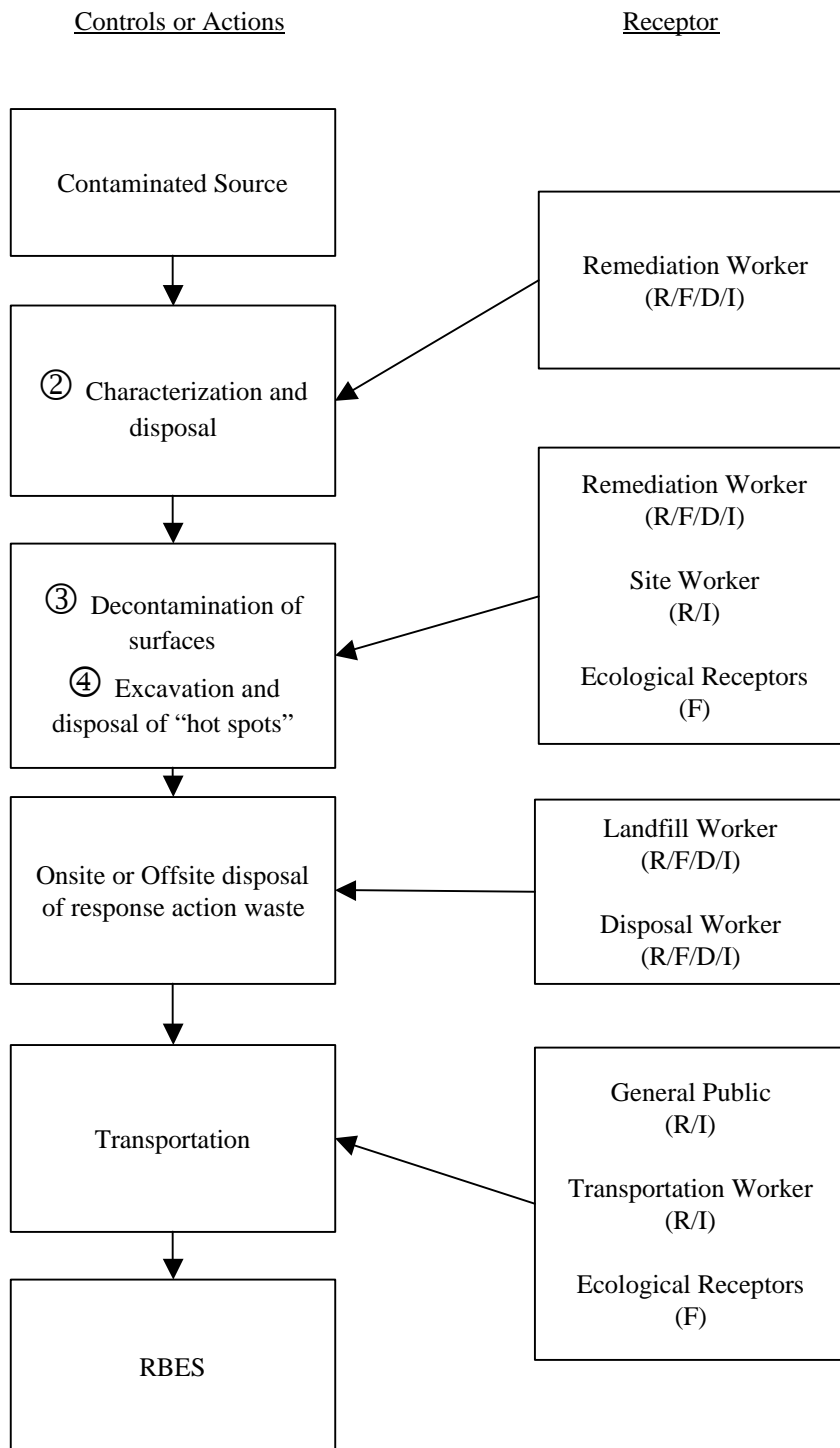 Controls or Actions
Receptor
Contaminated Source
Remediation Worker
(R/F/D/I)
② Characterization and
disposal
Remediation Worker
(R/F/D/I)
Site Worker
(R/I)
Ecological Receptors
(F)
③ Decontamination of
surfaces
④ Excavation and
disposal of “hot spots”
Landfill Worker
(R/F/D/I)
Disposal Worker
(R/F/D/I)
Onsite or Offsite disposal
of response action waste
General Public
(R/I)
Transportation Worker
(R/I)
Ecological Receptors
(F)
Transportation
RBES